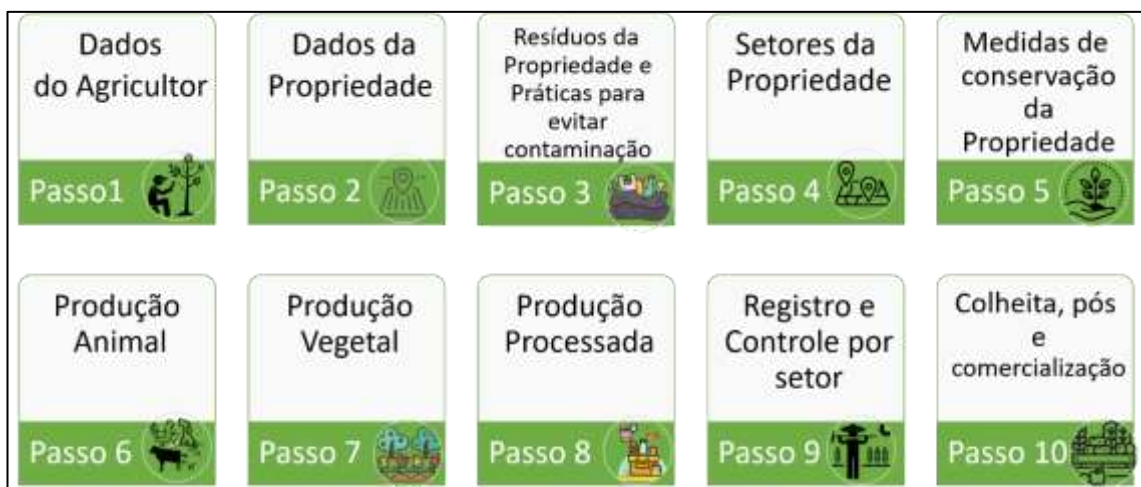 Dados
do Agricultor
Passo1
Dados da
Propriedade
Passo 2
Resíduos da
Propriedade e
Práticas para
evitar
contaminação
Passo 3
Setores da
Propriedade
Passo 4
Medidas de
conservação
da
Propriedade
Passo 5
Produção
Animal
Passo 6
Produção
Vegetal
Passo 7
Produção
Processada
Passo 8
Registro e
Controle por
setor
Passo 9
Colheita, pós
e
comercialização
Passo 10